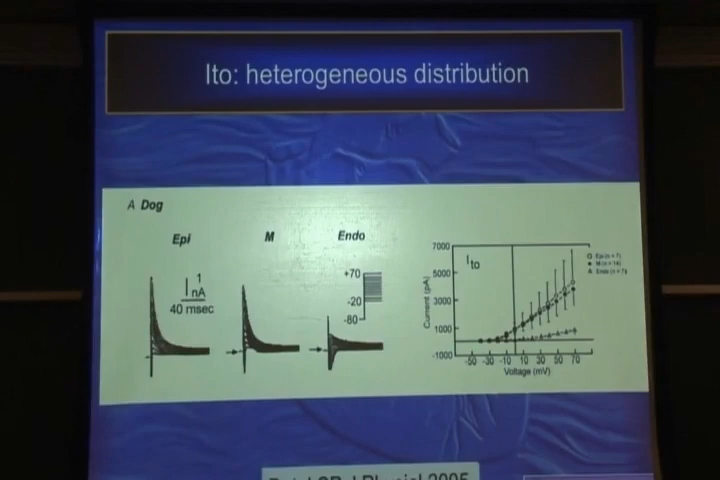 Ito: heterogeneous distribution
A Dog
Epi
M
Endo
1
nA
40 msec
+70
-20
-80
Ito
7000
5000
3000
1000
-1000
Current (pA)
-50 -30 -10 10 30 50 70
Voltage (mV)
Epi (n = 7)
M (n = 14)
Endo (n = 7)